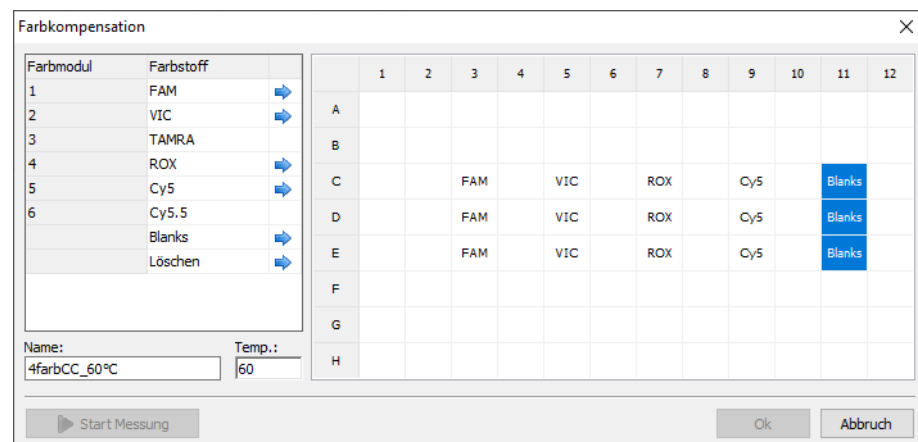 Farbkompensation
Farbmodul Farbstoff
1 FAM
2 VIC
3 TAMRA
4 ROX
5 Cy5
6 Cy5.5
Blanks
Löschen
Name: Temp.:
4farbCC_60°C 60
1 2 3 4 5 6 7 8 9 10 11 12
A
B
C FAM VIC ROX Cy5 Blanks
D FAM VIC ROX Cy5 Blanks
E FAM VIC ROX Cy5 Blanks
F
G
H
Start Messung Ok Abbruch